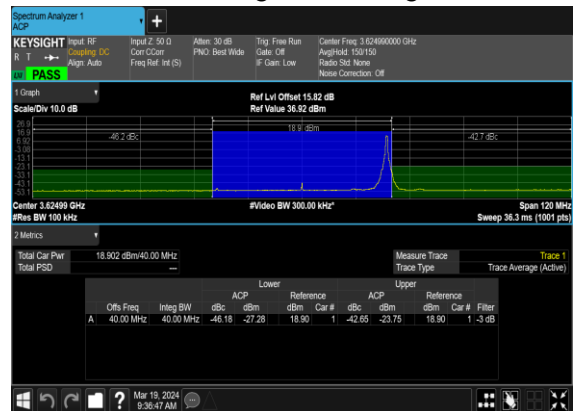 Spectrum Analyzer 1
ACP
+
KEYSIGHT Input: RF Input Z: 50 Ω Atten: 30 dB Trig: Free Run Center Freq: 3.624990000 GHz
R T Coupling: DC Corr CCorr PNO: Best Wide Gate: Off Avg|Hold: 150/150
Align: Auto Freq Ref: Int (S) IF Gain: Low Radio Std: None
LW PASS Noise Correction: Off
1 Graph
Ref Lvl Offset 15.82 dB
Scale/Div 10.0 dB Ref Value 36.92 dBm
26.9
16.9 18.9 dBm
6.92 -46.2 dBc -42.7 dBc
-3.08
-13.1
-23.1
-33.1
-43.1
-53.1
Center 3.62499 GHz #Video BW 300.00 kHz* Span 120 MHz
#Res BW 100 kHz Sweep 36.3 ms (1001 pts)
2 Metrics
Total Car Pwr 18.902 dBm/40.00 MHz Measure Trace Trace 1
Total PSD --- Trace Type Trace Average (Active)
Lower Upper
ACP Reference ACP Reference
Offs Freq Integ BW dBc dBm dBm Car # dBc dBm dBm Car # Filter
A 40.00 MHz 40.00 MHz -46.18 -27.28 18.90 1 -42.65 -23.75 18.90 1 -3 dB
? Mar 19, 2024
9:36:47 AM